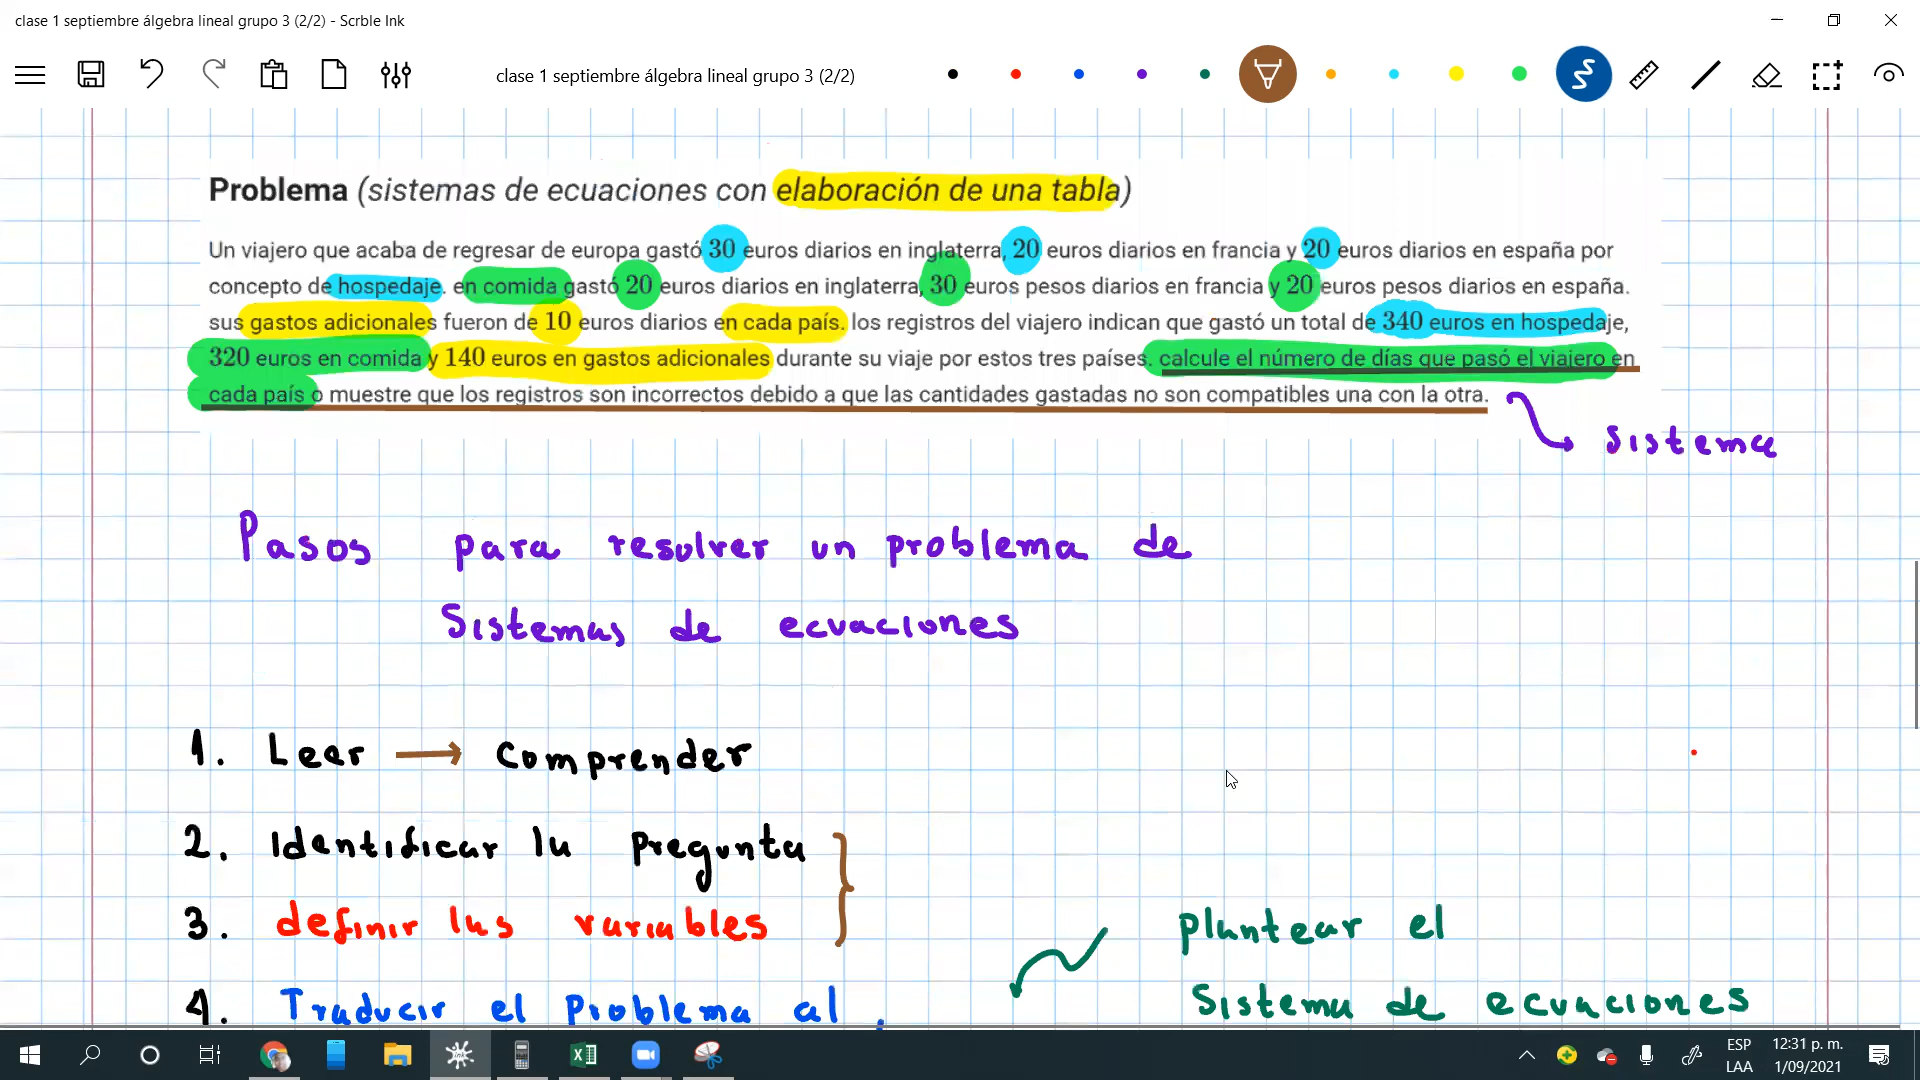 clase 1 septiembre álgebra lineal grupo 3 (2/2) - Scrble Ink
clase 1 septiembre álgebra lineal grupo 3 (2/2)
Problema (sistemas de ecuaciones con elaboración de una tabla)
Un viajero que acaba de regresar de europa gastó 30 euros diarios en inglaterra, 20 euros diarios en francia y 20 euros diarios en españa por
concepto de hospedaje. en comida gastó 20 euros diarios en inglaterra, 30 euros pesos diarios en francia y 20 euros pesos diarios en españa.
sus gastos adicionales fueron de 10 euros diarios en cada país. los registros del viajero indican que gastó un total de 340 euros en hospedaje,
320 euros en comida y 140 euros en gastos adicionales durante su viaje por estos tres países. calcule el número de días que pasó el viajero en
cada país o muestre que los registros son incorrectos debido a que las cantidades gastadas no son compatibles una con la otra.
Sistema
Pasos para resolver un problema de
Sistemas de ecuaciones
1. Leer → Comprender
2. Identificar la pregunta
3. definir las variables
plantear el
4. Traducir el problema al
Sistema de ecuaciones
ESP
LAA
12:31 p. m.
1/09/2021